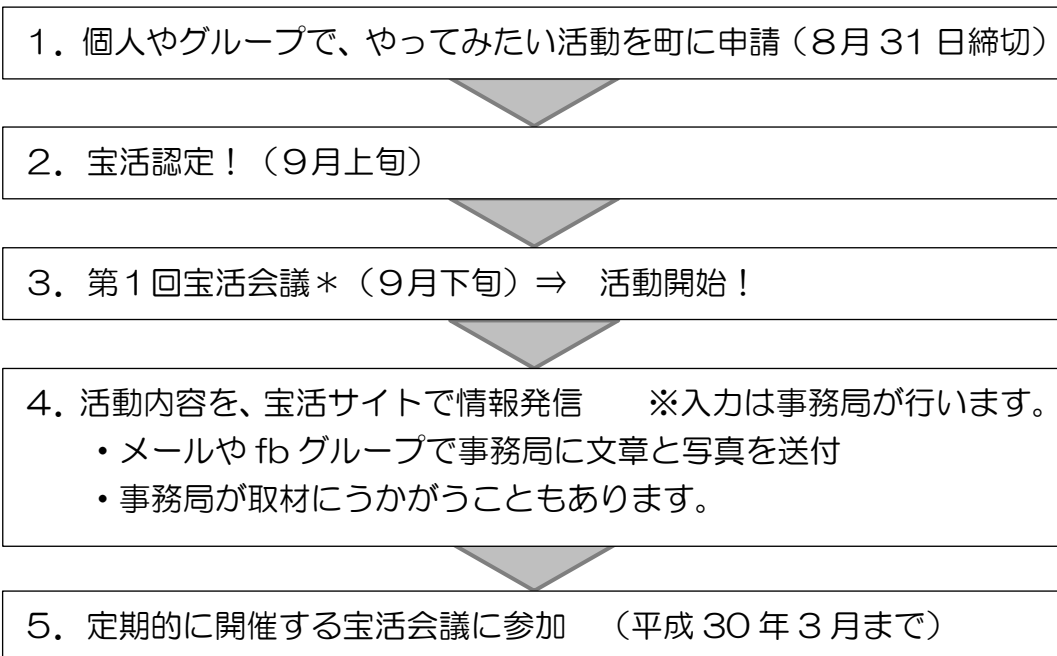 1．個人やグループで、やってみたい活動を町に申請（8月31日締切）
2．宝活認定！（9月上旬）
3．第1回宝活会議＊（9月下旬）⇒　活動開始！
4．活動内容を、宝活サイトで情報発信　　※入力は事務局が行います。
・メールや fb グループで事務局に文章と写真を送付
・事務局が取材にうかがうこともあります。
5．定期的に開催する宝活会議に参加　（平成30年3月まで）